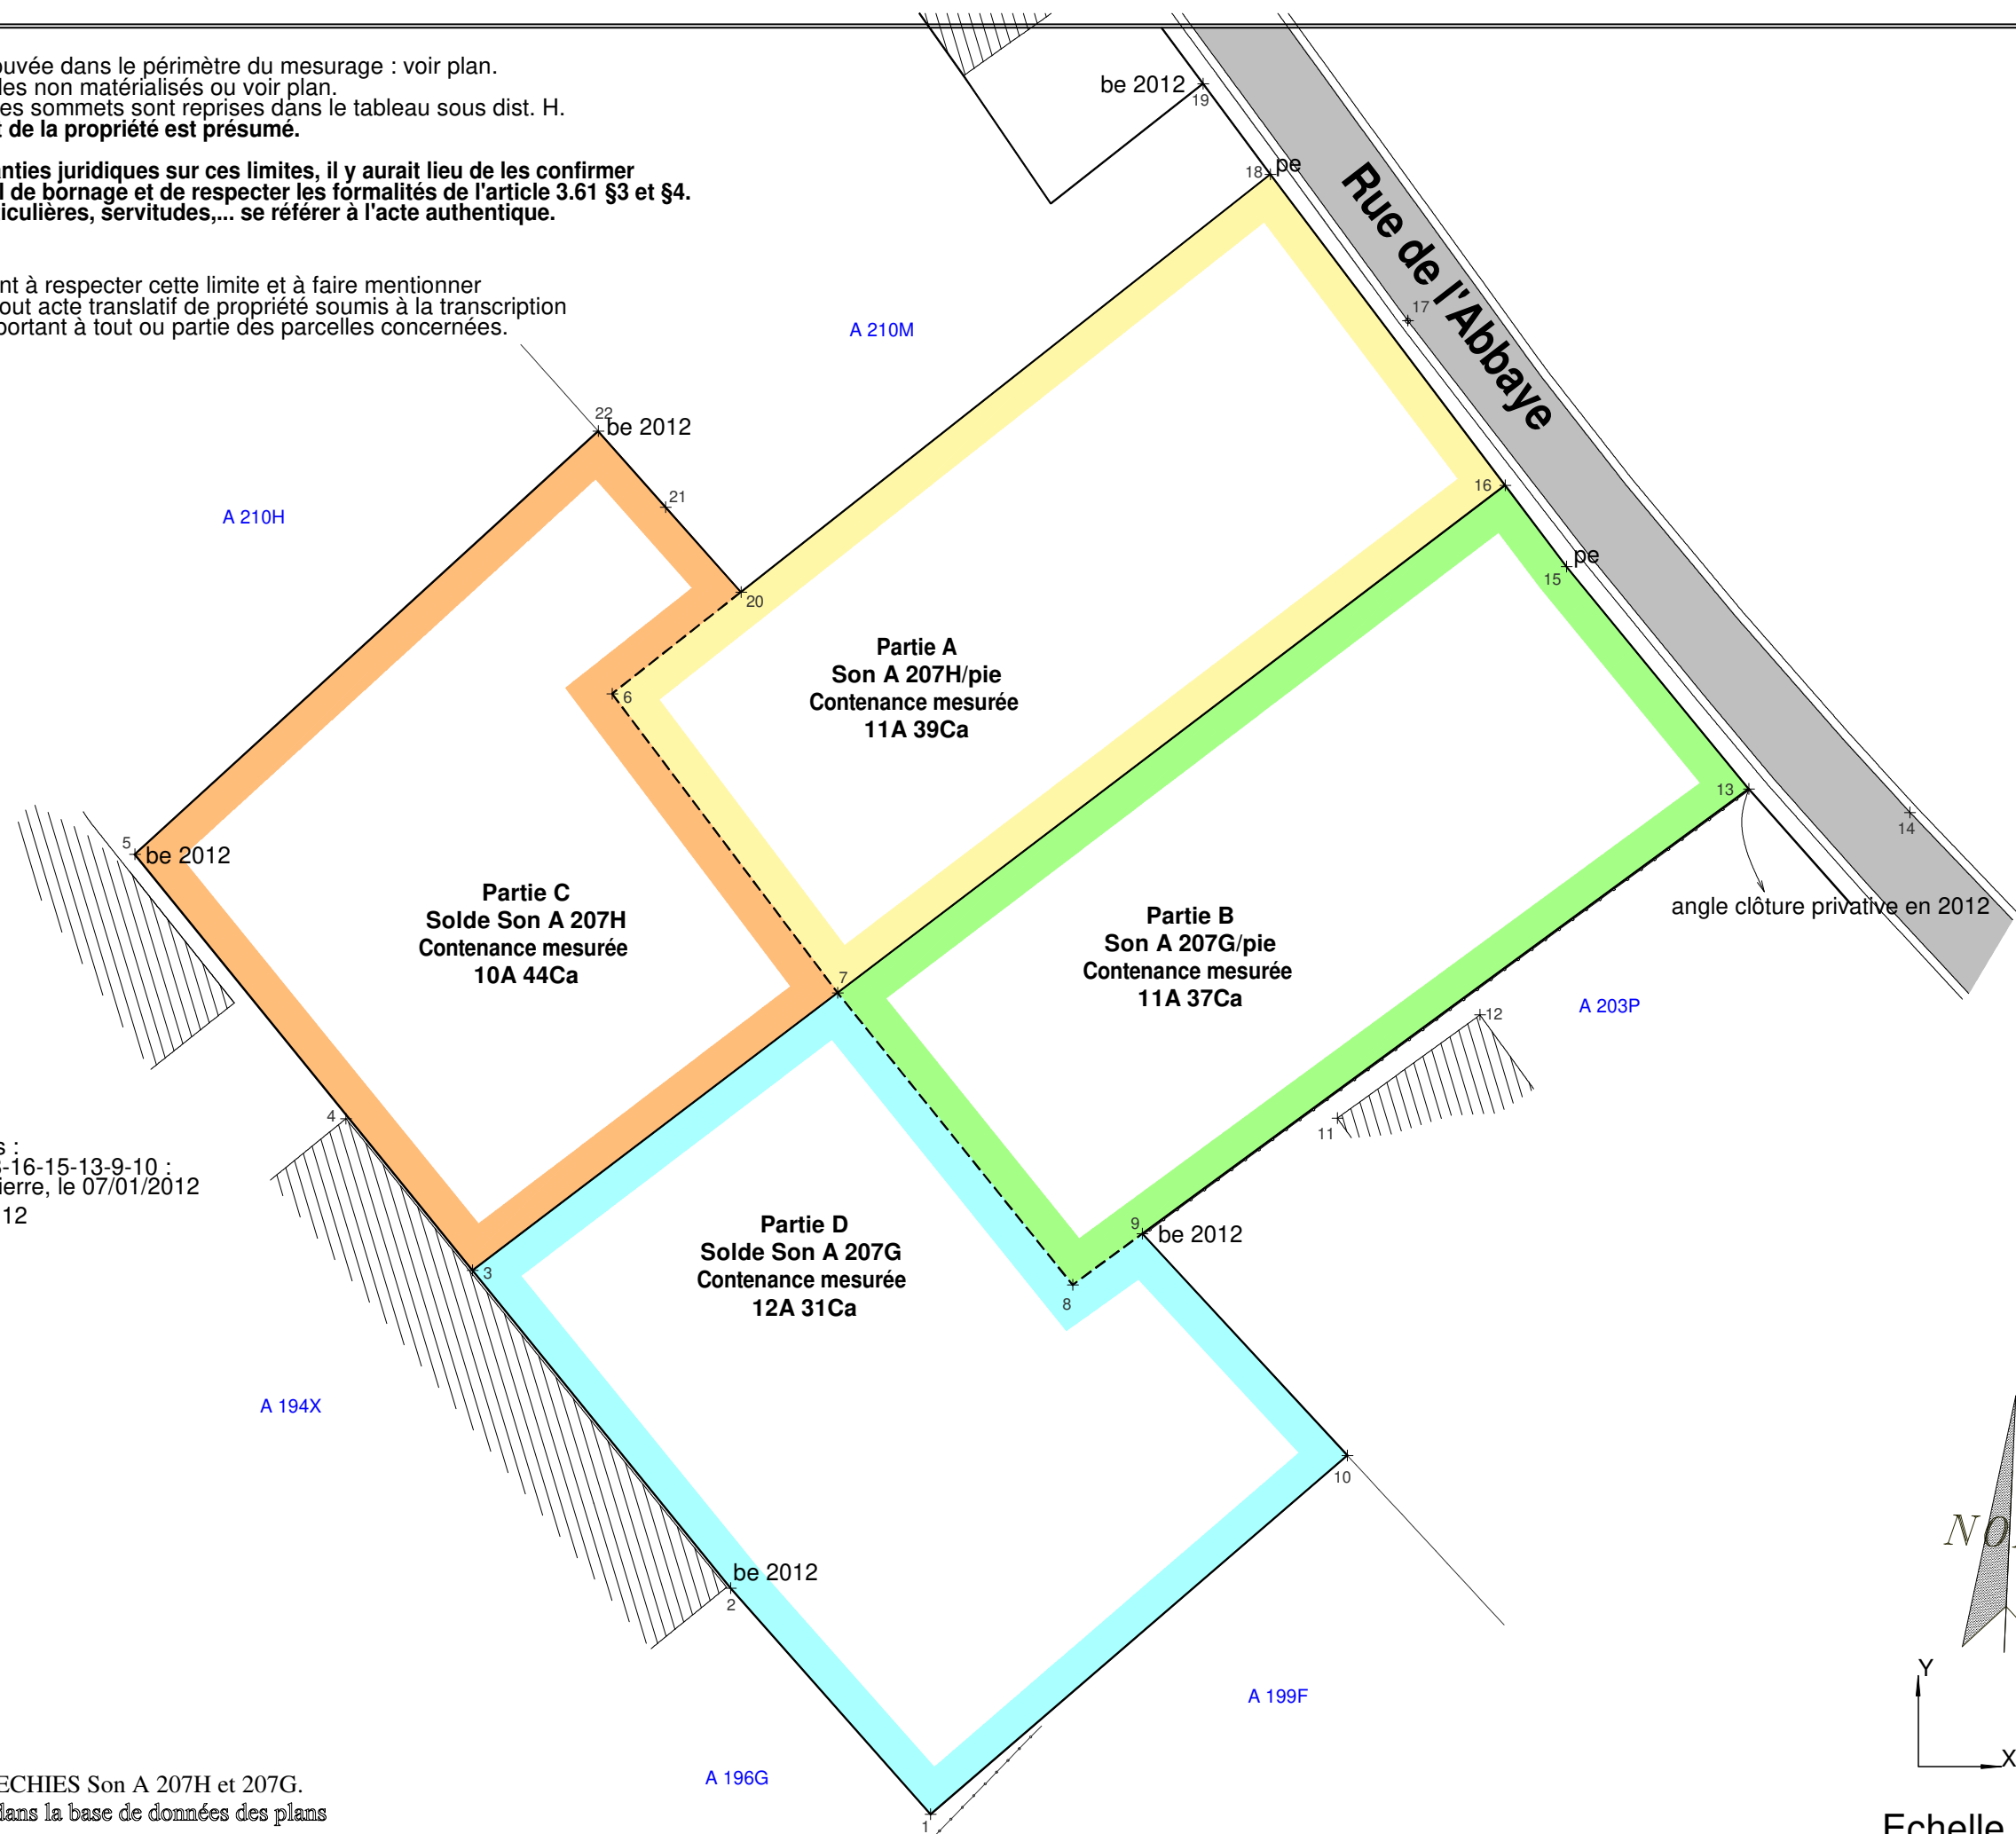 ouvée dans le périmètre du mesurage : voir plan.
les non matérialisés ou voir plan.
es sommets sont reprises dans le tableau sous dist. H.
t de la propriété est présumé.
anties juridiques sur ces limites, il y aurait lieu de les confirmer
l de bornage et de respecter les formalités de l'article 3.61 §3 et §4.
iculières, servitudes,... se référer à l'acte authentique.
nt à respecter cette limite et à faire mentionner
out acte translatif de propriété soumis à la transcription
portant à tout ou partie des parcelles concernées.
be 2012
19
18
pe
Rue de l'Abbaye
17
A 210M
22
be 2012
21
A 210H
16
pe
15
20
Partie A
Son A 207H/pie
Contenance mesurée
11A 39Ca
6
13
14
5
be 2012
angle clôture privative en 2012
Partie C
Solde Son A 207H
Contenance mesurée
10A 44Ca
Partie B
Son A 207G/pie
Contenance mesurée
11A 37Ca
7
A 203P
12
4
11
s :
-16-15-13-9-10 :
ierre, le 07/01/2012
12
9
be 2012
Partie D
Solde Son A 207G
Contenance mesurée
12A 31Ca
3
8
A 194X
10
NO
be 2012
2
Y
A 199F
X
A 196G
ECHIES Son A 207H et 207G.
dans la base de données des plans
1
Echelle